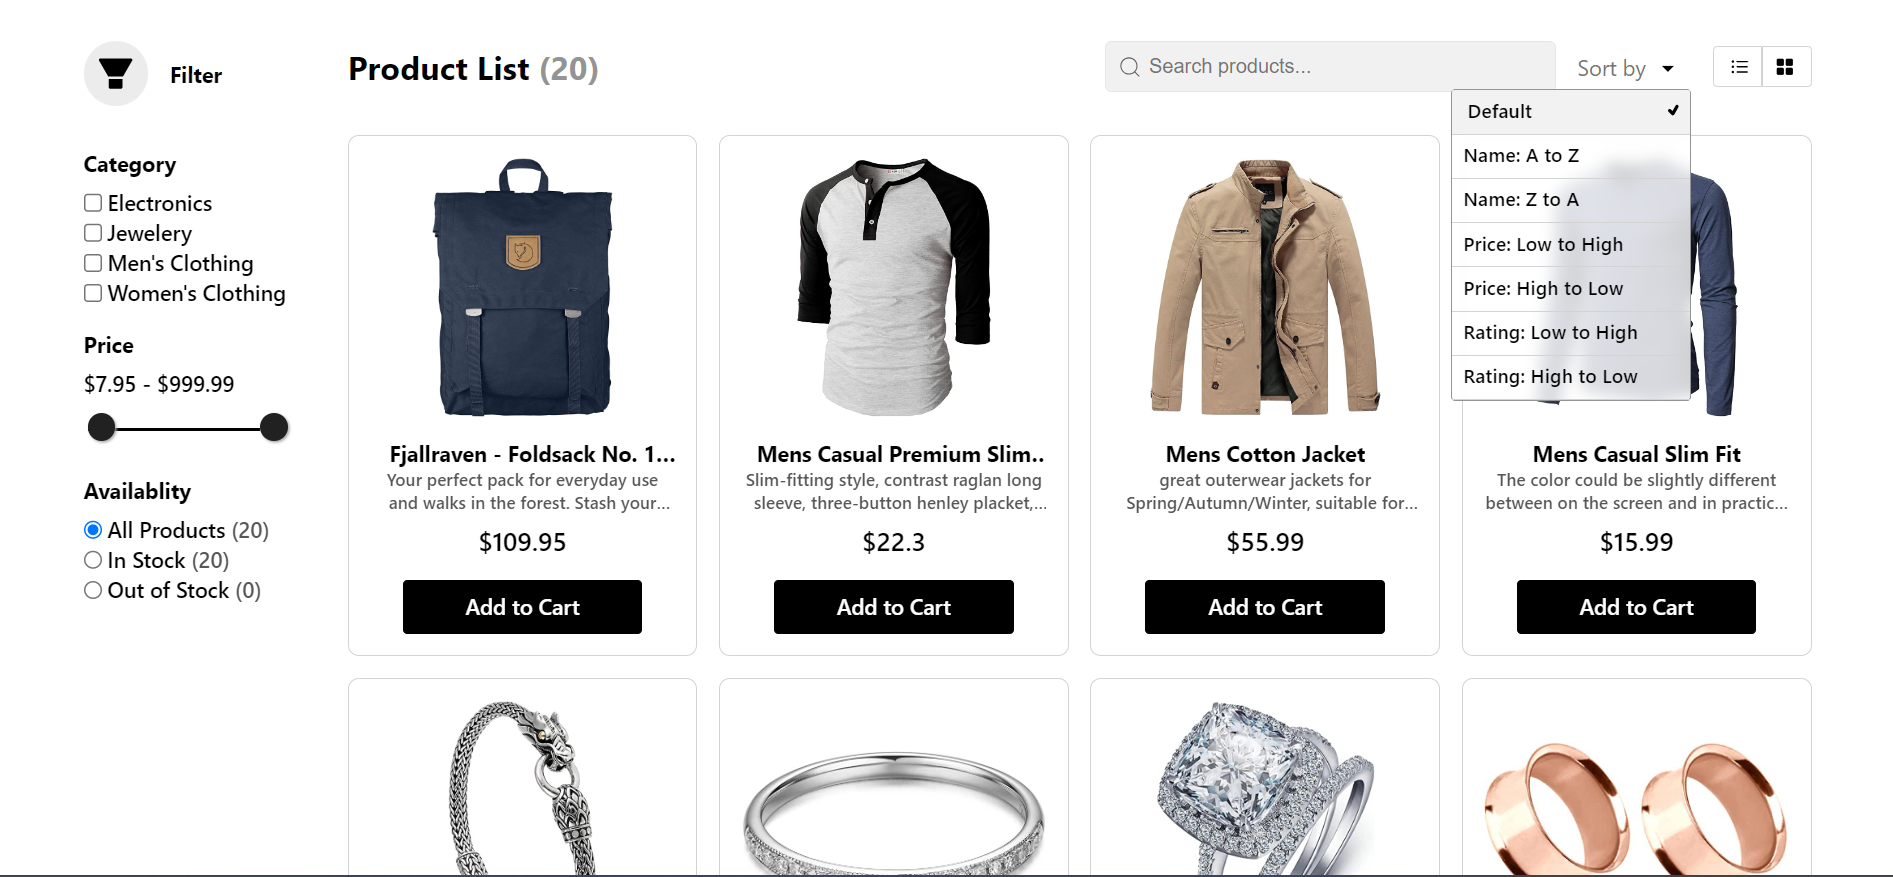 Filter
Product List (20)
Search products...
Sort by
Default
Name: A to Z
Name: Z to A
Price: Low to High
Price: High to Low
Rating: Low to High
Rating: High to Low
Category
Electronics
Jewelery
Men's Clothing
Women's Clothing
Price
$7.95 - $999.99
Availablity
All Products (20)
In Stock (20)
Out of Stock (0)
Fjallraven - Foldsack No. 1...
Your perfect pack for everyday use
and walks in the forest. Stash your...
$109.95
Add to Cart
Mens Casual Premium Slim..
Slim-fitting style, contrast raglan long
sleeve, three-button henley placket,...
$22.3
Add to Cart
Mens Cotton Jacket
great outerwear jackets for
Spring/Autumn/Winter, suitable for...
$55.99
Add to Cart
Mens Casual Slim Fit
The color could be slightly different
between on the screen and in practic...
$15.99
Add to Cart